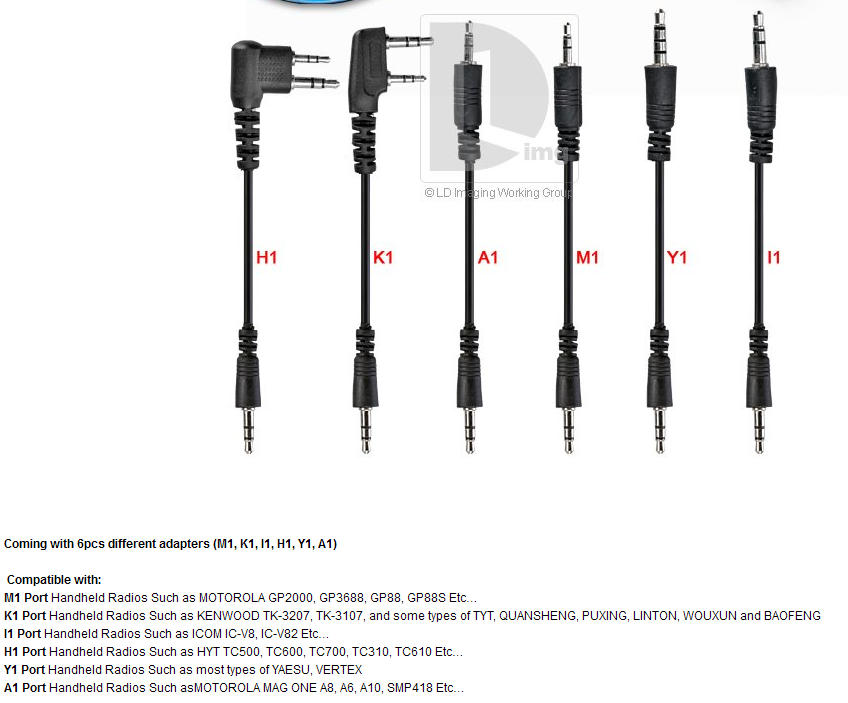 img
© LD Imaging Working Group
H1
K1
A1
M1
Y1
I1
Coming with 6pcs different adapters (M1, K1, I1, H1, Y1, A1)
Compatible with:
M1 Port Handheld Radios Such as MOTOROLA GP2000, GP3688, GP88, GP88S Etc...
K1 Port Handheld Radios Such as KENWOOD TK-3207, TK-3107, and some types of TYT, QUANSHENG, PUXING, LINTON, WOUXUN and BAOFENG
I1 Port Handheld Radios Such as ICOM IC-V8, IC-V82 Etc...
H1 Port Handheld Radios Such as HYT TC500, TC600, TC700, TC310, TC610 Etc...
Y1 Port Handheld Radios Such as most types of YAESU, VERTEX
A1 Port Handheld Radios Such asMOTOROLA MAG ONE A8, A6, A10, SMP418 Etc...